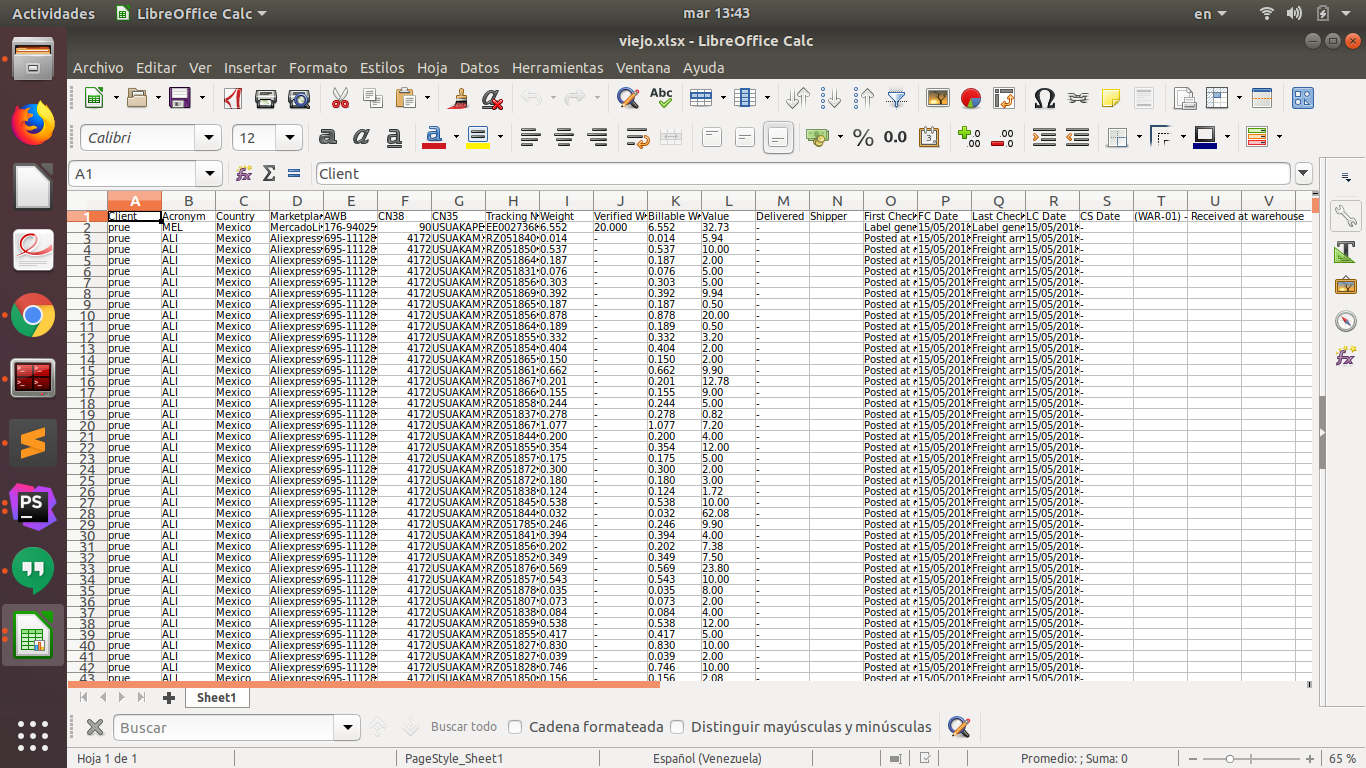 Actividades LibreOffice Calc mar 13:43 en
viejo.xlsx - LibreOffice Calc
Archivo Editar Ver Insertar Formato Estilos Hoja Datos Herramientas Ventana Ayuda
Calibri 12
A1 Client
A B C D E F G H I J K L M N O P Q R S T U V
1 Client Acronym Country Marketpla AWB CN38 CN35 Tracking N Weight Verified W Billable W Value Delivered Shipper First Check FC Date Last Check LC Date CS Date (WAR-01) - Received at warehouse
2 prue MEL Mexico MercadoLi 176-94025 90 USUAKAPE EE002736 6.552 20.000 6.552 32.73 - Label gene 15/05/201 Label gene 15/05/201 -
3 prue ALI Mexico Aliexpress 695-11128 4172 USUAKAM RZ051840 0.014 - 0.014 5.94 - Posted at 15/05/201 Freight arr 15/05/201 -
4 prue ALI Mexico Aliexpress 695-11128 4172 USUAKAM RZ051845 0.537 - 0.537 10.00 - Posted at 15/05/201 Freight arr 15/05/201 -
5 prue ALI Mexico Aliexpress 695-11128 4172 USUAKAM RZ051864 0.187 - 0.187 2.00 - Posted at 15/05/201 Freight arr 15/05/201 -
6 prue ALI Mexico Aliexpress 695-11128 4172 USUAKAM RZ051831 0.076 - 0.076 5.00 - Posted at 15/05/201 Freight arr 15/05/201 -
7 prue ALI Mexico Aliexpress 695-11128 4172 USUAKAM RZ051856 0.303 - 0.303 5.00 - Posted at 15/05/201 Freight arr 15/05/201 -
8 prue ALI Mexico Aliexpress 695-11128 4172 USUAKAM RZ051869 0.392 - 0.392 9.94 - Posted at 15/05/201 Freight arr 15/05/201 -
9 prue ALI Mexico Aliexpress 695-11128 4172 USUAKAM RZ051865 0.187 - 0.187 0.50 - Posted at 15/05/201 Freight arr 15/05/201 -
10 prue ALI Mexico Aliexpress 695-11128 4172 USUAKAM RZ051856 0.878 - 0.878 20.00 - Posted at 15/05/201 Freight arr 15/05/201 -
11 prue ALI Mexico Aliexpress 695-11128 4172 USUAKAM RZ051864 0.189 - 0.189 0.50 - Posted at 15/05/201 Freight arr 15/05/201 -
12 prue ALI Mexico Aliexpress 695-11128 4172 USUAKAM RZ051855 0.332 - 0.332 3.20 - Posted at 15/05/201 Freight arr 15/05/201 -
13 prue ALI Mexico Aliexpress 695-11128 4172 USUAKAM RZ051854 0.404 - 0.404 2.00 - Posted at 15/05/201 Freight arr 15/05/201 -
14 prue ALI Mexico Aliexpress 695-11128 4172 USUAKAM RZ051865 0.150 - 0.150 2.00 - Posted at 15/05/201 Freight arr 15/05/201 -
15 prue ALI Mexico Aliexpress 695-11128 4172 USUAKAM RZ051861 0.662 - 0.662 9.90 - Posted at 15/05/201 Freight arr 15/05/201 -
16 prue ALI Mexico Aliexpress 695-11128 4172 USUAKAM RZ051867 0.201 - 0.201 12.78 - Posted at 15/05/201 Freight arr 15/05/201 -
17 prue ALI Mexico Aliexpress 695-11128 4172 USUAKAM RZ051866 0.155 - 0.155 9.00 - Posted at 15/05/201 Freight arr 15/05/201 -
18 prue ALI Mexico Aliexpress 695-11128 4172 USUAKAM RZ051858 0.244 - 0.244 5.00 - Posted at 15/05/201 Freight arr 15/05/201 -
19 prue ALI Mexico Aliexpress 695-11128 4172 USUAKAM RZ051837 0.278 - 0.278 0.82 - Posted at 15/05/201 Freight arr 15/05/201 -
20 prue ALI Mexico Aliexpress 695-11128 4172 USUAKAM RZ051867 1.077 - 1.077 7.20 - Posted at 15/05/201 Freight arr 15/05/201 -
21 prue ALI Mexico Aliexpress 695-11128 4172 USUAKAM RZ051844 0.200 - 0.200 4.00 - Posted at 15/05/201 Freight arr 15/05/201 -
22 prue ALI Mexico Aliexpress 695-11128 4172 USUAKAM RZ051855 0.354 - 0.354 12.00 - Posted at 15/05/201 Freight arr 15/05/201 -
23 prue ALI Mexico Aliexpress 695-11128 4172 USUAKAM RZ051857 0.175 - 0.175 5.00 - Posted at 15/05/201 Freight arr 15/05/201 -
24 prue ALI Mexico Aliexpress 695-11128 4172 USUAKAM RZ051872 0.300 - 0.300 2.00 - Posted at 15/05/201 Freight arr 15/05/201 -
25 prue ALI Mexico Aliexpress 695-11128 4172 USUAKAM RZ051872 0.180 - 0.180 3.00 - Posted at 15/05/201 Freight arr 15/05/201 -
26 prue ALI Mexico Aliexpress 695-11128 4172 USUAKAM RZ051838 0.124 - 0.124 1.72 - Posted at 15/05/201 Freight arr 15/05/201 -
27 prue ALI Mexico Aliexpress 695-11128 4172 USUAKAM RZ051845 0.538 - 0.538 10.00 - Posted at 15/05/201 Freight arr 15/05/201 -
28 prue ALI Mexico Aliexpress 695-11128 4172 USUAKAM RZ051844 0.032 - 0.032 62.08 - Posted at 15/05/201 Freight arr 15/05/201 -
29 prue ALI Mexico Aliexpress 695-11128 4172 USUAKAM RZ051785 0.246 - 0.246 9.90 - Posted at 15/05/201 Freight arr 15/05/201 -
30 prue ALI Mexico Aliexpress 695-11128 4172 USUAKAM RZ051841 0.394 - 0.394 4.00 - Posted at 15/05/201 Freight arr 15/05/201 -
31 prue ALI Mexico Aliexpress 695-11128 4172 USUAKAM RZ051856 0.202 - 0.202 7.38 - Posted at 15/05/201 Freight arr 15/05/201 -
32 prue ALI Mexico Aliexpress 695-11128 4172 USUAKAM RZ051852 0.349 - 0.349 7.50 - Posted at 15/05/201 Freight arr 15/05/201 -
33 prue ALI Mexico Aliexpress 695-11128 4172 USUAKAM RZ051876 0.569 - 0.569 23.80 - Posted at 15/05/201 Freight arr 15/05/201 -
34 prue ALI Mexico Aliexpress 695-11128 4172 USUAKAM RZ051857 0.543 - 0.543 10.00 - Posted at 15/05/201 Freight arr 15/05/201 -
35 prue ALI Mexico Aliexpress 695-11128 4172 USUAKAM RZ051878 0.035 - 0.035 8.00 - Posted at 15/05/201 Freight arr 15/05/201 -
36 prue ALI Mexico Aliexpress 695-11128 4172 USUAKAM RZ051807 0.073 - 0.073 2.00 - Posted at 15/05/201 Freight arr 15/05/201 -
37 prue ALI Mexico Aliexpress 695-11128 4172 USUAKAM RZ051838 0.084 - 0.084 4.00 - Posted at 15/05/201 Freight arr 15/05/201 -
38 prue ALI Mexico Aliexpress 695-11128 4172 USUAKAM RZ051859 0.538 - 0.538 12.00 - Posted at 15/05/201 Freight arr 15/05/201 -
39 prue ALI Mexico Aliexpress 695-11128 4172 USUAKAM RZ051855 0.417 - 0.417 5.00 - Posted at 15/05/201 Freight arr 15/05/201 -
40 prue ALI Mexico Aliexpress 695-11128 4172 USUAKAM RZ051827 0.830 - 0.830 10.00 - Posted at 15/05/201 Freight arr 15/05/201 -
41 prue ALI Mexico Aliexpress 695-11128 4172 USUAKAM RZ051827 0.039 - 0.039 2.00 - Posted at 15/05/201 Freight arr 15/05/201 -
42 prue ALI Mexico Aliexpress 695-11128 4172 USUAKAM RZ051828 0.746 - 0.746 10.00 - Posted at 15/05/201 Freight arr 15/05/201 -
43 prue ALI Mexico Aliexpress 695-11128 4172 USUAKAM RZ051850 0.156 - 0.156 2.08 - Posted at 15/05/201 Freight arr 15/05/201 -
Sheet1
Buscar Buscar todo Cadena formateada Distinguir mayúsculas y minúsculas
Hoja 1 de 1 PageStyle_Sheet1 Español (Venezuela) Promedio: ; Suma: 0 65 %